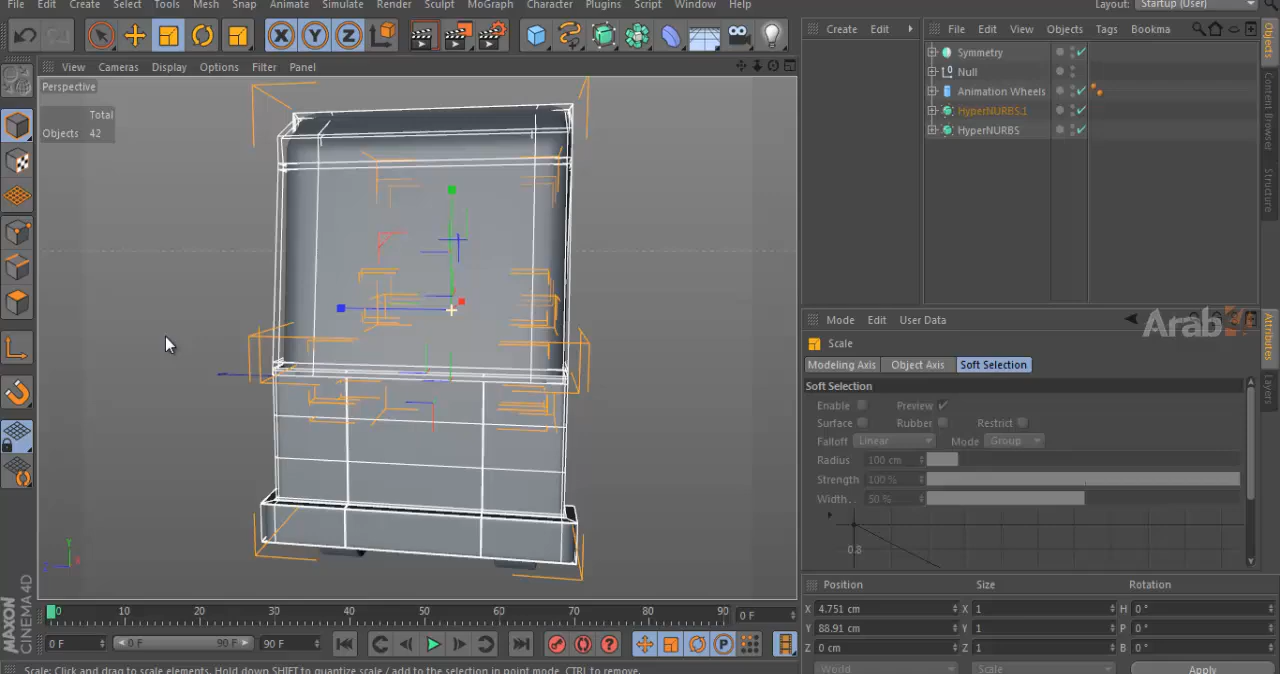 File Edit Create Select Tools Mesh Snap Animate Simulate Render Sculpt MoGraph Character Plugins Script Window Help Layout: Startup (User)
X Y Z
Create Edit File Edit View Objects Tags Bookma
View Cameras Display Options Filter Panel
Perspective
Total
Objects 42
Symmetry
Null
Animation Wheels
HyperNURBS.1
HyperNURBS
Objects
Content Browser
Structure
Mode Edit User Data
Arab
Scale
Modeling Axis Object Axis Soft Selection
Soft Selection
Enable Preview
Surface Rubber Restrict
Falloff Linear Mode Group
Radius 100 cm
Strength 100 %
Width. . 50 %
0.8
Attributes
Layers
Y
X
0 10 20 30 40 50 60 70 80 90 0 F
0 F 0 F 90 F 90 F
Position Size Rotation
X 4.751 cm X 1 H 0 °
Y 88.91 cm Y 1 P 0 °
Z 0 cm Z 1 B 0 °
World Scale Apply
MAXON
CINEMA 4D
Scale: Click and drag to scale elements. Hold down SHIFT to quantize scale / add to the selection in point mode, CTRL to remove.